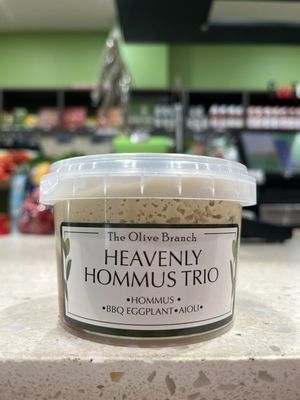 The Olive Branch
HEAVENLY
HOMMUS TRIO
•HOMMUS •
•BBQ EGGPLANT•AIOLI•